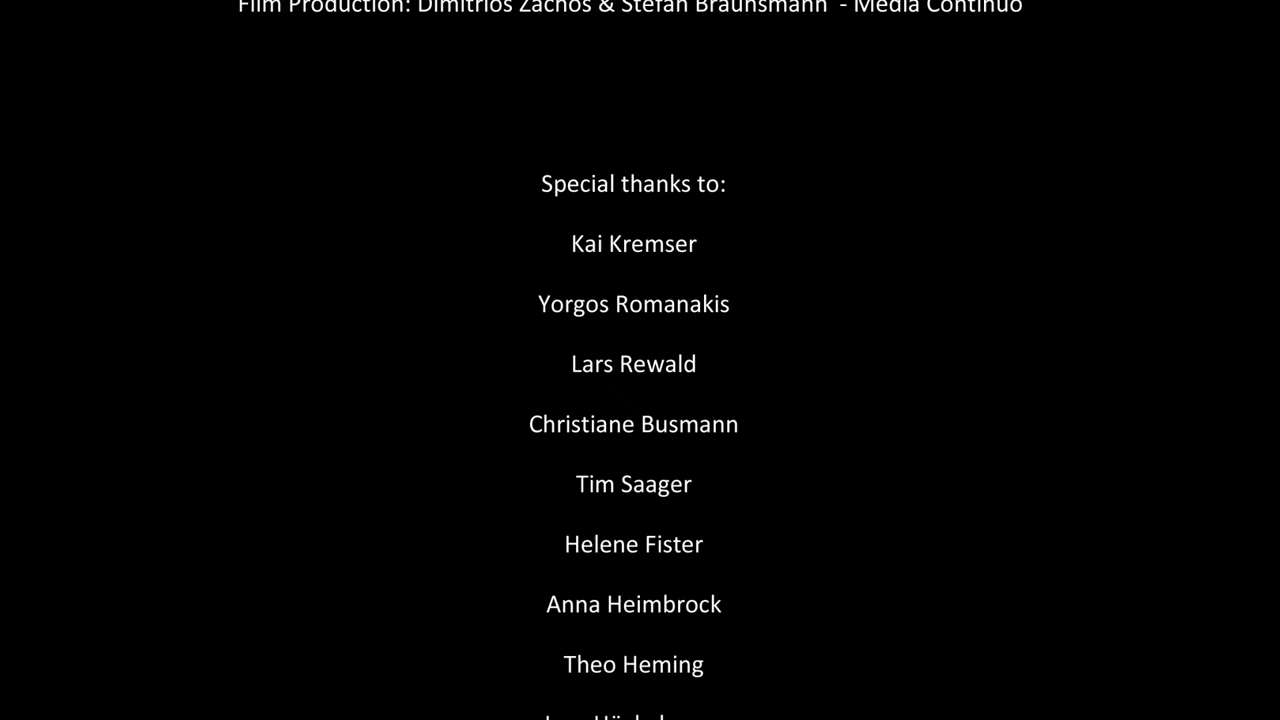 Film Production: Dimitrios Zachos & Stefan Braunsmann - Media Continuo
Special thanks to:
Kai Kremser
Yorgos Romanakis
Lars Rewald
Christiane Busmann
Tim Saager
Helene Fister
Anna Heimbrock
Theo Heming